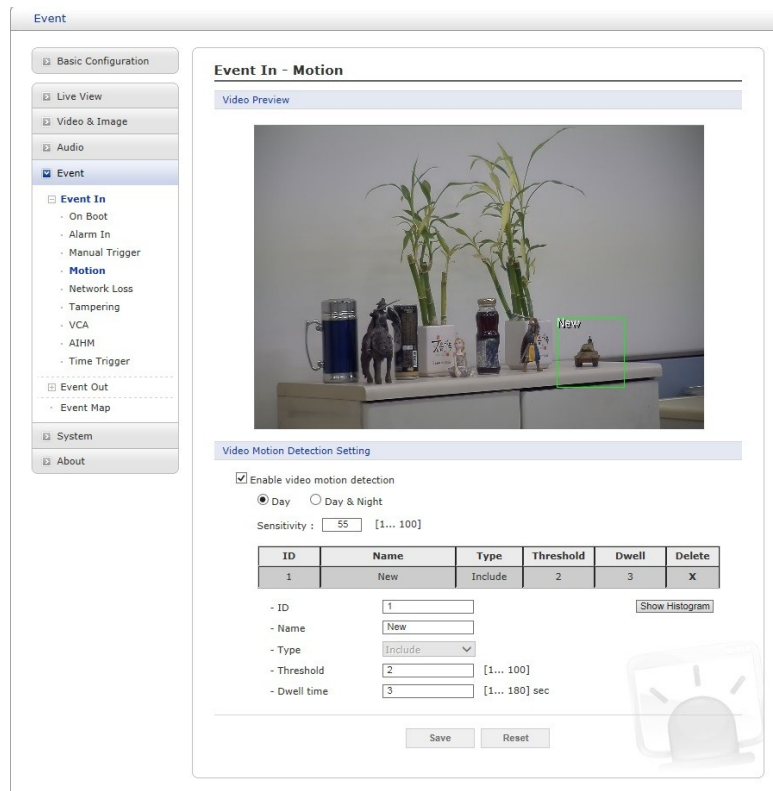 Event
Basic Configuration
Live View
Video & Image
Audio
Event
Event In
On Boot
Alarm In
Manual Trigger
Motion
Network Loss
Tampering
VCA
AIHM
Time Trigger
Event Out
Event Map
System
About
Event In - Motion
Video Preview
New
Video Motion Detection Setting
Enable video motion detection
Day Day & Night
Sensitivity : 55 [1... 100]
ID Name Type Threshold Dwell Delete
1 New Include 2 3 X
- ID 1 Show Histogram
- Name New
- Type Include
- Threshold 2 [1... 100]
- Dwell time 3 [1... 180] sec
Save Reset